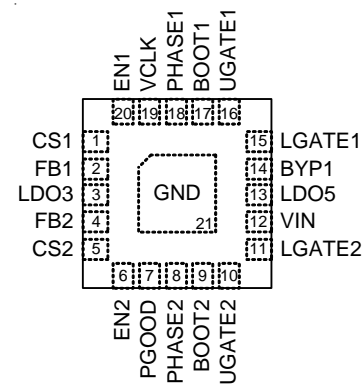 EN1
VCLK
PHASE1
BOOT1
UGATE1
20 19 18 17 16
CS1 1 15 LGATE1
FB1 2 14 BYP1
LDO3 3 GND 13 LDO5
FB2 4 12 VIN
CS2 5 21 11 LGATE2
6 7 8 9 10
EN2
PGOOD
PHASE2
BOOT2
UGATE2